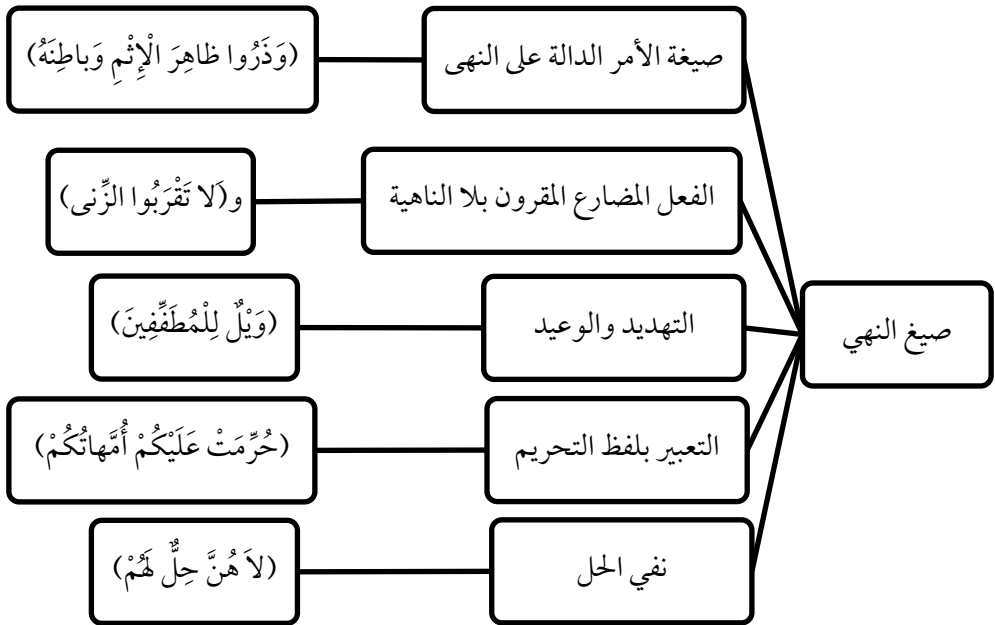 صيغ النهي
صيغة الأمر الدالة على النهى
(وَذَرُوا ظاهِرَ الْإِثْمِ وَباطِنَهُ)
الفعل المضارع المقرون بلا الناهية
و(َلا تَقْرَبُوا الزِّنى)
التهديد والوعيد
(وَيْلٌ لِلْمُطَفِّفِينَ)
التعبير بلفظ التحريم
(حُرِّمَتْ عَلَيْكُمْ أُمَّهاتُكُمْ)
نفي الحل
(لاَ هُنَّ حِلٌّ لَهُمْ)